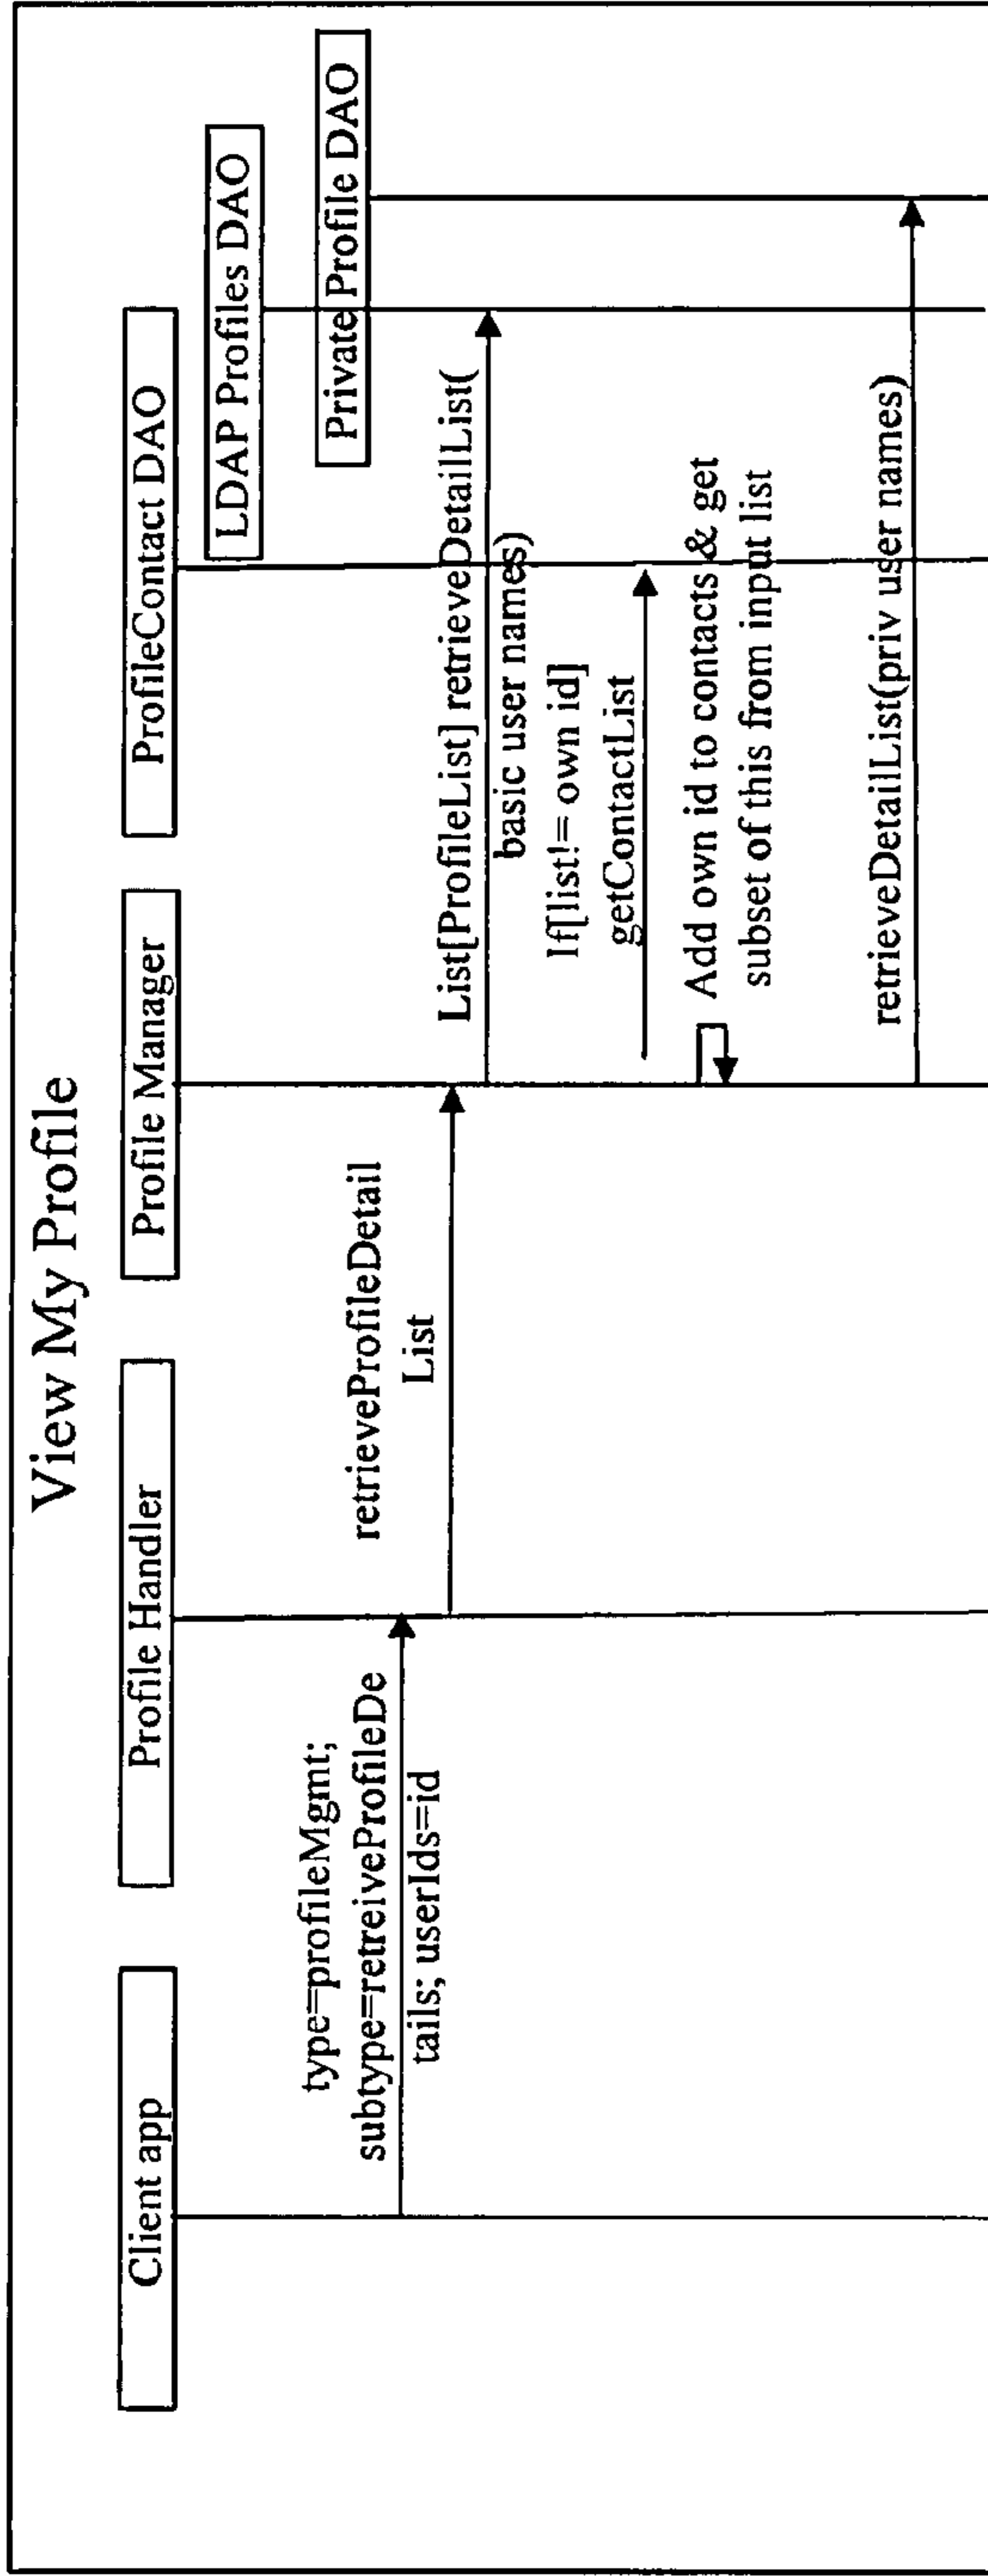 View My Profile
Client app
Profile Handler
Profile Manager
ProfileContact DAO
LDAP Profiles DAO
Private Profile DAO
type=profileMgmt;
subtype=retreiveProfileDe
tails; userIds=id
retrieveProfileDetail
List
List[ProfileList] retrieveDetailList(
basic user names)
If[list!= own id]
getContactList
Add own id to contacts & get
subset of this from input list
retrieveDetailList(priv user names)